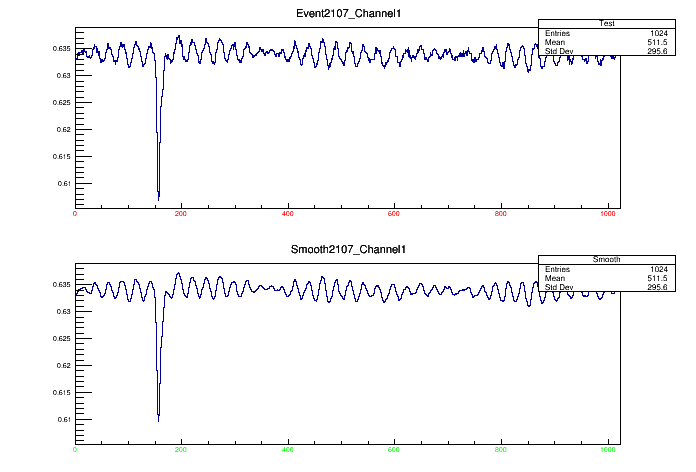 Event2107_Channel1
Test
Entries 1024
Mean 511.5
Std Dev 295.6
0.635
0.63
0.625
0.62
0.615
0.61
0 200 400 600 800 1000
Smooth2107_Channel1
Smooth
Entries 1024
Mean 511.5
Std Dev 295.6
0.635
0.63
0.625
0.62
0.615
0.61
0 200 400 600 800 1000